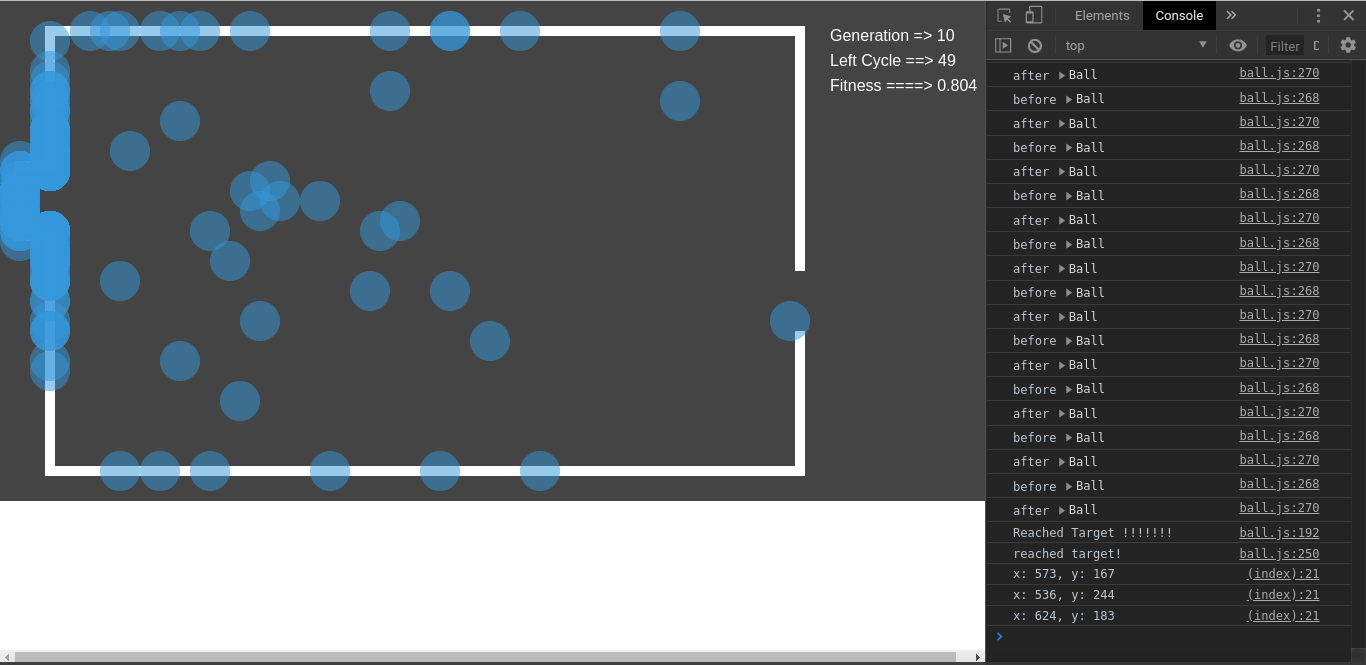 Generation => 10
Left Cycle ==> 49
Fitness ====> 0.804
Elements Console »
top Filter D
after ▶Ball ball.js:270
before ▶Ball ball.js:268
after ▶Ball ball.js:270
before ▶Ball ball.js:268
after ▶Ball ball.js:270
before ▶Ball ball.js:268
after ▶Ball ball.js:270
before ▶Ball ball.js:268
after ▶Ball ball.js:270
before ▶Ball ball.js:268
after ▶Ball ball.js:270
before ▶Ball ball.js:268
after ▶Ball ball.js:270
before ▶Ball ball.js:268
after ▶Ball ball.js:270
before ▶Ball ball.js:268
after ▶Ball ball.js:270
before ▶Ball ball.js:268
after ▶Ball ball.js:270
Reached Target !!!!!!! ball.js:192
reached target! ball.js:250
x: 573, y: 167 (index):21
x: 536, y: 244 (index):21
x: 624, y: 183 (index):21